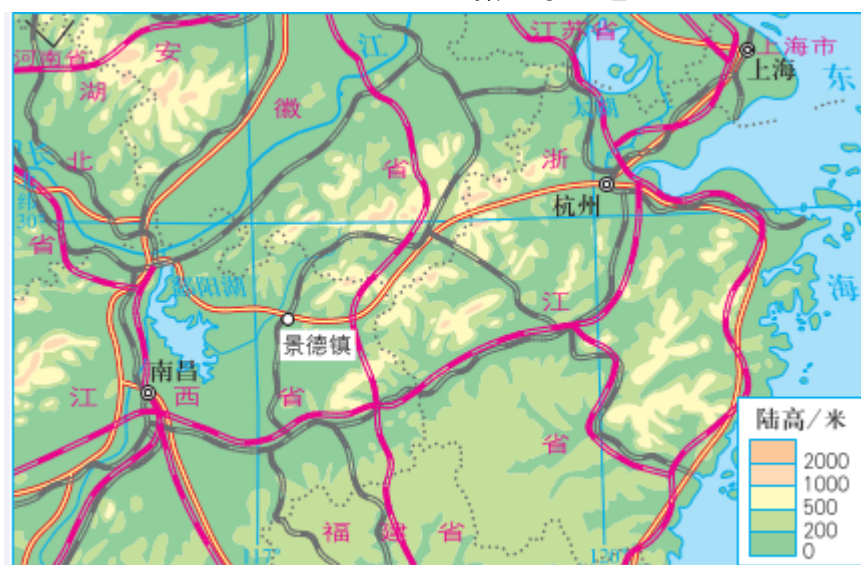 江苏省
上海市
上海
河南省
安
江
东
湖
徽
太湖
长
北
省
浙
纬
30°
杭州
省
鄱阳湖
海
江
景德镇
南昌
江
西
省
陆高/米
2000
1000
500
200
0
省
福
建
省
117°
120°